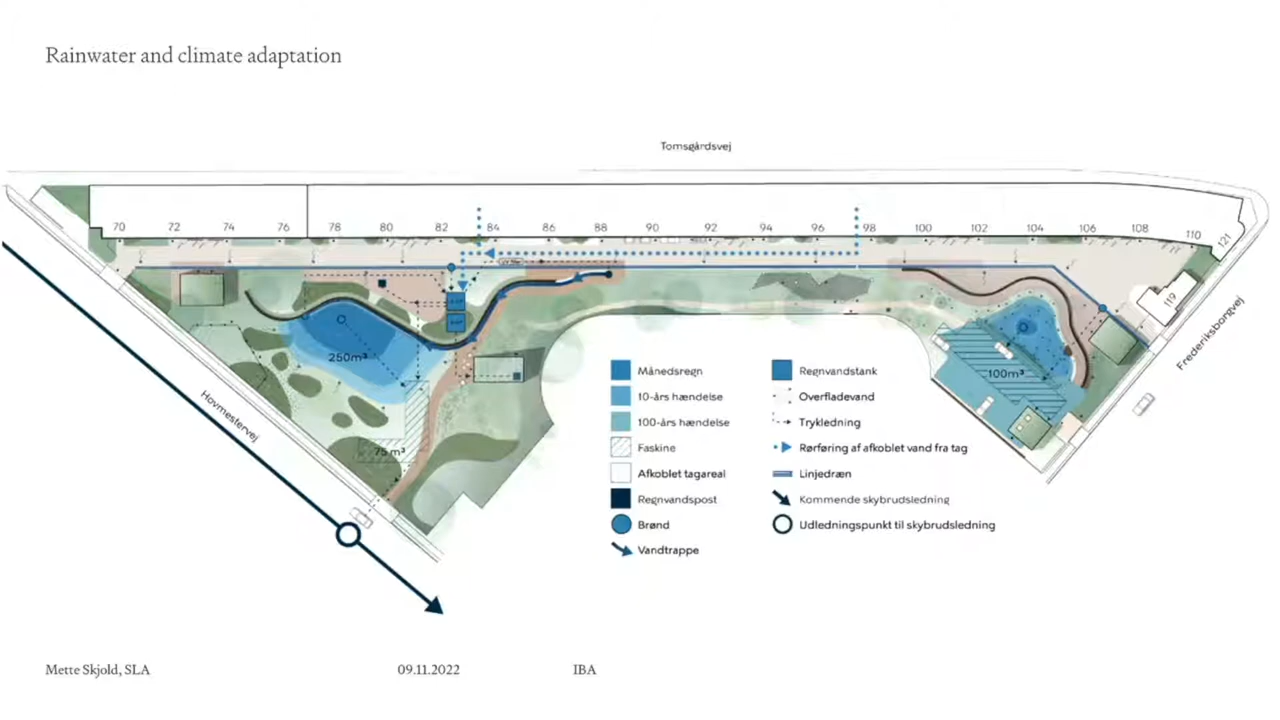 Rainwater and climate adaptation
Tomsgårdsvej
70 72 74 76 78 80 82 84 86 88 90 92 94 96 98 100 102 104 106 108 110 121
119
Frederiksborgvej
Hovmestervej
250m³
75 m³
100m³
Månedsregn
10-års hændelse
100-års hændelse
Faskine
Afkoblet tagareal
Regnvandspost
Brønd
Vandtrappe
Regnvandstank
Overfladevand
Trykledning
Rørføring af afkoblet vand fra tag
Linjedræn
Kommende skybrudsledning
Udledningspunkt til skybrudsledning
Mette Skjold, SLA 09.11.2022 IBA